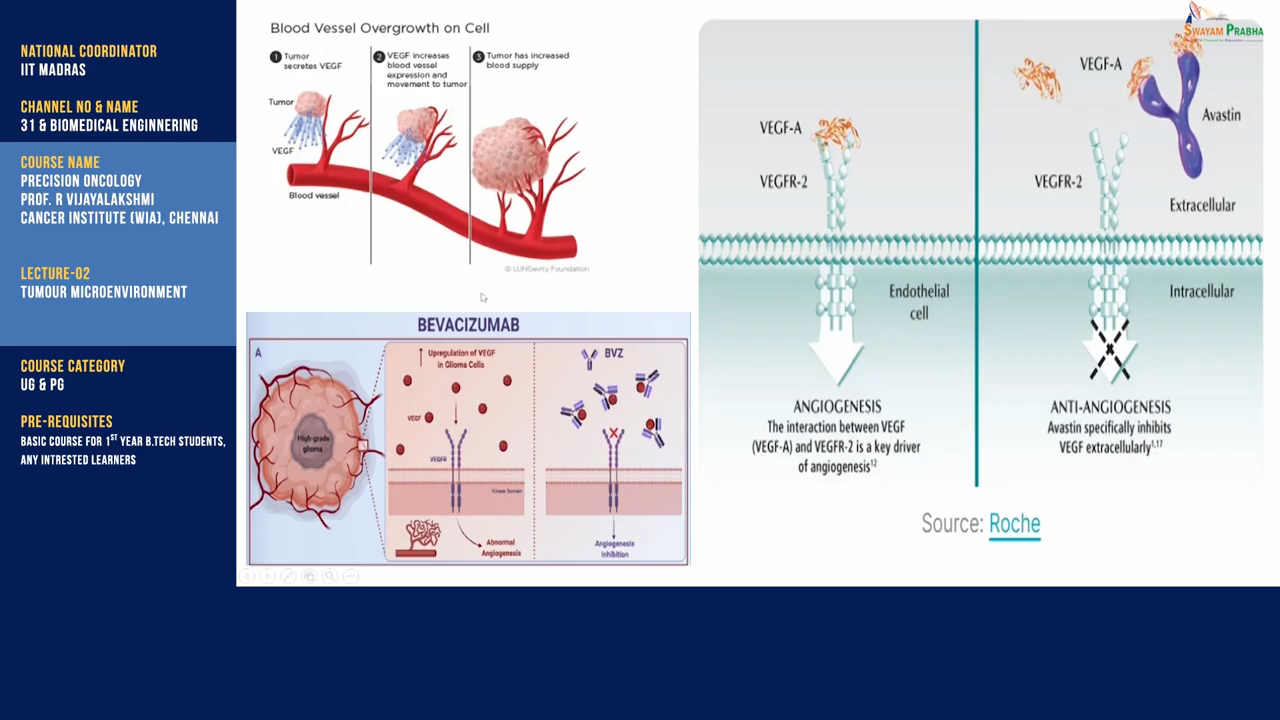 NATIONAL COORDINATOR
IIT MADRAS
CHANNEL NO & NAME
31 & BIOMEDICAL ENGINNERING
COURSE NAME
PRECISION ONCOLOGY
PROF. R VIJAYALAKSHMI
CANCER INSTITUTE (WIA), CHENNAI
LECTURE-02
TUMOUR MICROENVIRONMENT
COURSE CATEGORY
UG & PG
PRE-REQUISITES
BASIC COURSE FOR 1ST YEAR B.TECH STUDENTS,
ANY INTRESTED LEARNERS
Blood Vessel Overgrowth on Cell
1 Tumor
secretes VEGF
2 VEGF increases
blood vessel
expression and
movement to tumor
3 Tumor has increased
blood supply
Tumor
VEGF
Blood vessel
© LUNGevity Foundation
BEVACIZUMAB
A
High-grade
glioma
Upregulation of VEGF
in Glioma Cells
VEGF
VEGFR
Kinase Domain
Abnormal
Angiogenesis
BVZ
Angiogenesis
Inhibition
SWAYAM PRABHA
VEGF-A
VEGFR-2
Endothelial
cell
ANGIOGENESIS
The interaction between VEGF
(VEGF-A) and VEGFR-2 is a key driver
of angiogenesis12
VEGF-A
Avastin
VEGFR-2
Extracellular
Intracellular
ANTI-ANGIOGENESIS
Avastin specifically inhibits
VEGF extracellularly1,17
Source: Roche